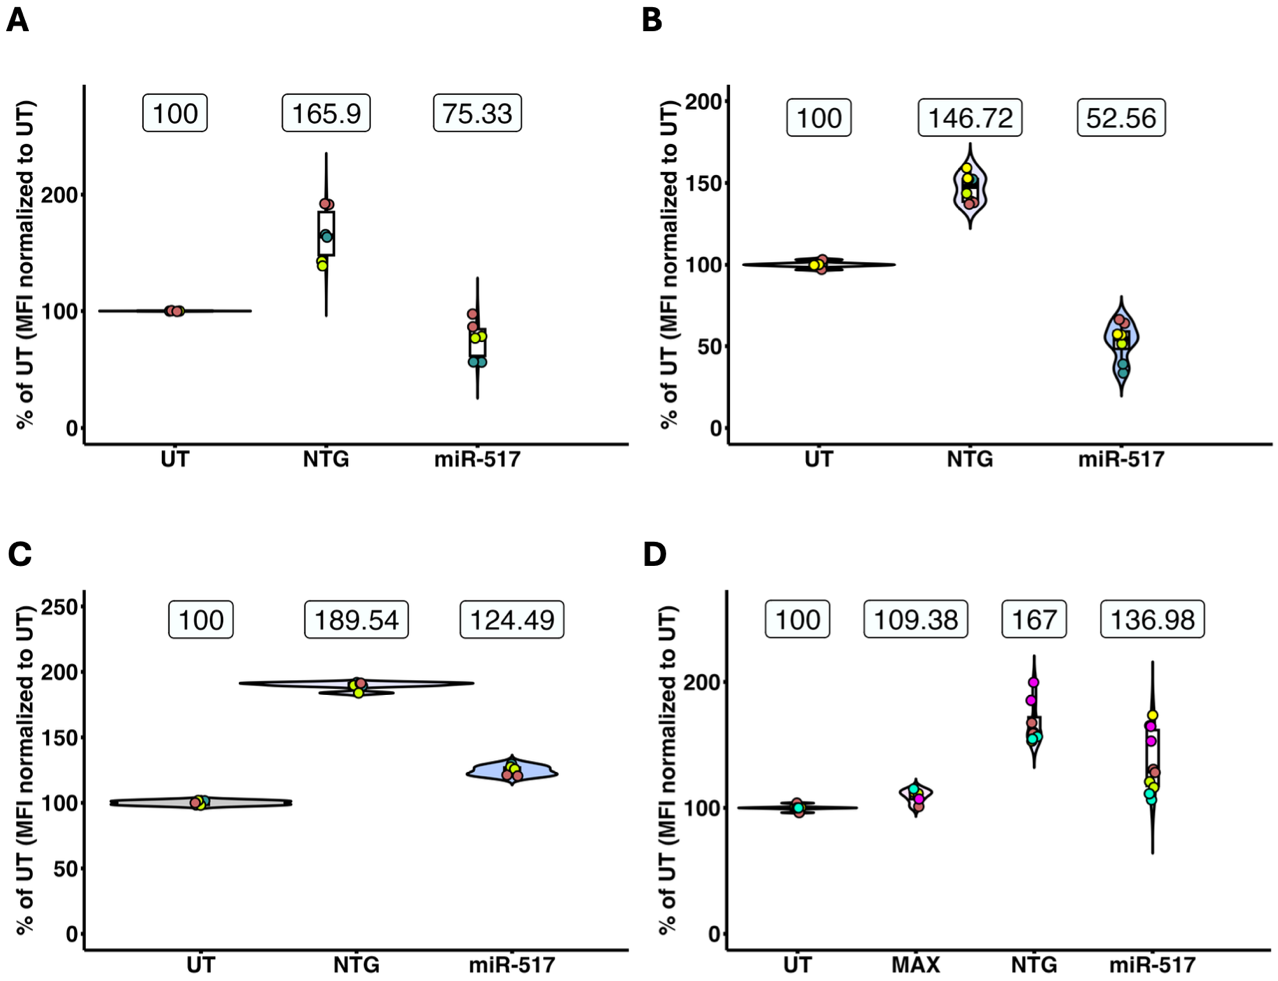 A
% of UT (MFI normalized to UT)
200
100
0
100
165.9
75.33
UT
NTG
miR-517
B
% of UT (MFI normalized to UT)
200
150
100
50
0
100
146.72
52.56
UT
NTG
miR-517
C
% of UT (MFI normalized to UT)
250
200
150
100
50
0
100
189.54
124.49
UT
NTG
miR-517
D
% of UT (MFI normalized to UT)
200
100
0
100
109.38
167
136.98
UT
MAX
NTG
miR-517